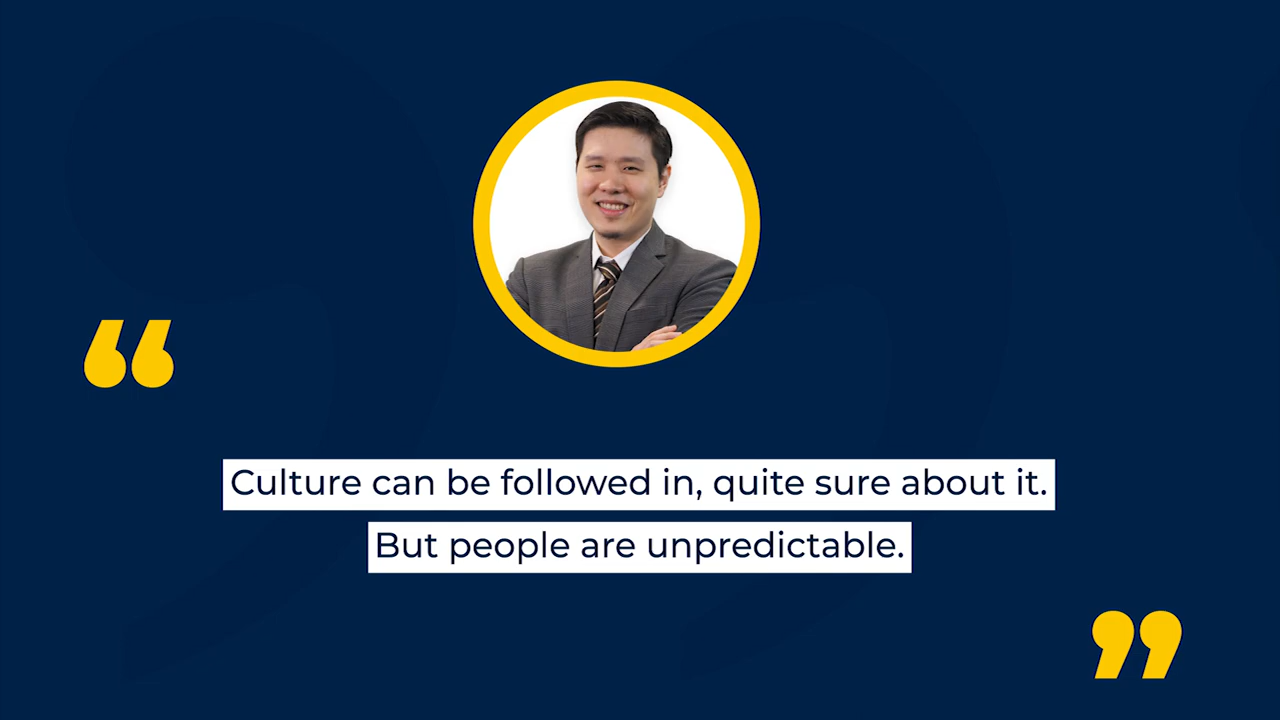 Culture can be followed in, quite sure about it.
But people are unpredictable.